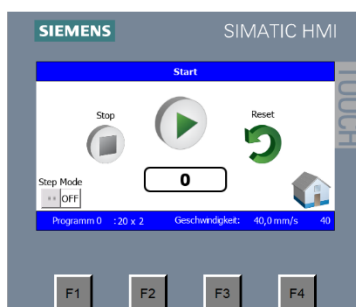 SIEMENS
SIMATIC HMI
TOUCH
Start
Stop
Reset
0
Step Mode
OFF
Programm 0 : 20 x 2 Geschwindigkeit: 40,0 mm/s 40
F1 F2 F3 F4